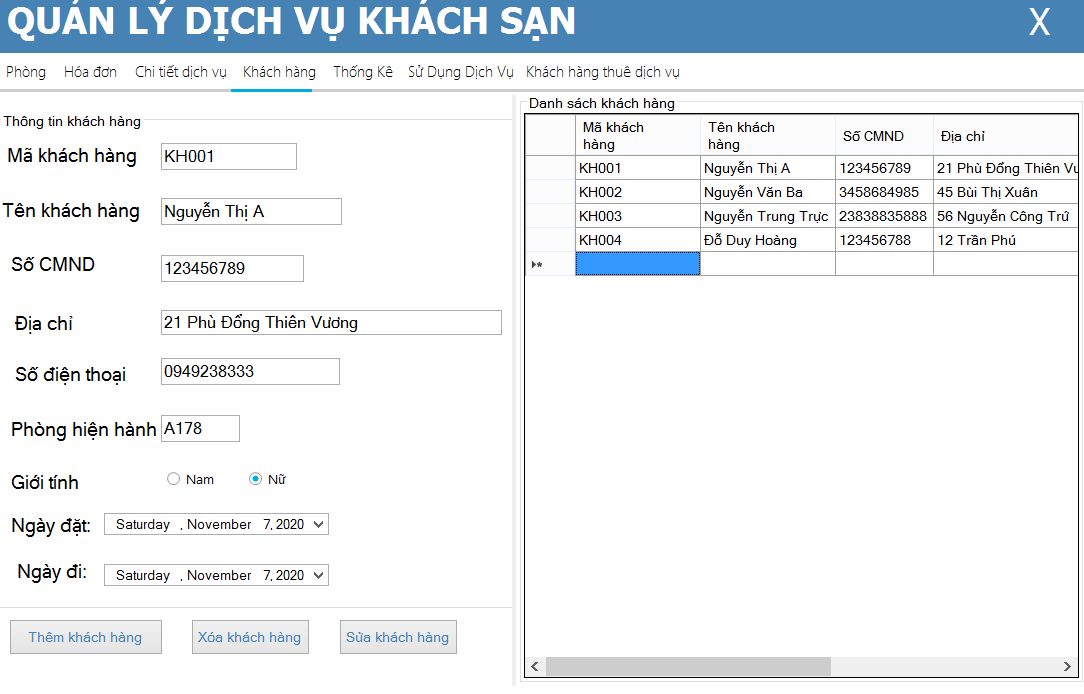 QUẢN LÝ DỊCH VỤ KHÁCH SẠN X
Phòng Hóa đơn Chi tiết dịch vụ Khách hàng Thống Kê Sử Dụng Dịch Vụ Khách hàng thuê dịch vụ
Thông tin khách hàng
Mã khách hàng KH001
Tên khách hàng Nguyễn Thị A
Số CMND 123456789
Địa chỉ 21 Phù Đổng Thiên Vương
Số điện thoại 0949238333
Phòng hiện hành A178
Giới tính Nam Nữ
Ngày đặt: Saturday , November 7, 2020
Ngày đi: Saturday , November 7, 2020
Thêm khách hàng Xóa khách hàng Sửa khách hàng
Danh sách khách hàng
Mã khách hàng Tên khách hàng Số CMND Địa chỉ
KH001 Nguyễn Thị A 123456789 21 Phù Đổng Thiên Vu
KH002 Nguyễn Văn Ba 3458684985 45 Bùi Thị Xuân
KH003 Nguyễn Trung Trực 23838835888 56 Nguyễn Công Trứ
KH004 Đỗ Duy Hoàng 123456788 12 Trần Phú